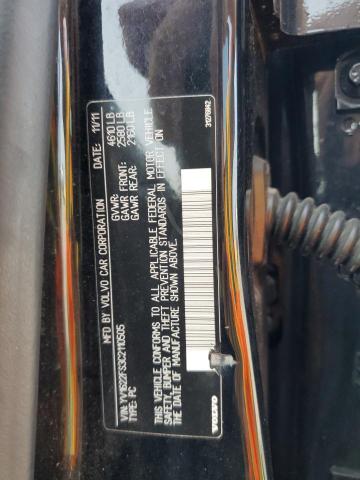 MFD BY VOLVO CAR CORPORATION DATE: 11/11
GVWR: 4610 LB
GAWR FRONT: 2580 LB
GAWR REAR: 2160 LB
VIN: YV1622FS3C2110505
TYPE: PC
THIS VEHICLE CONFORMS TO ALL APPLICABLE FEDERAL MOTOR VEHICLE
SAFETY, BUMPER AND THEFT PREVENTION STANDARDS IN EFFECT ON
THE DATE OF MANUFACTURE SHOWN ABOVE.
VOLVO
31276842